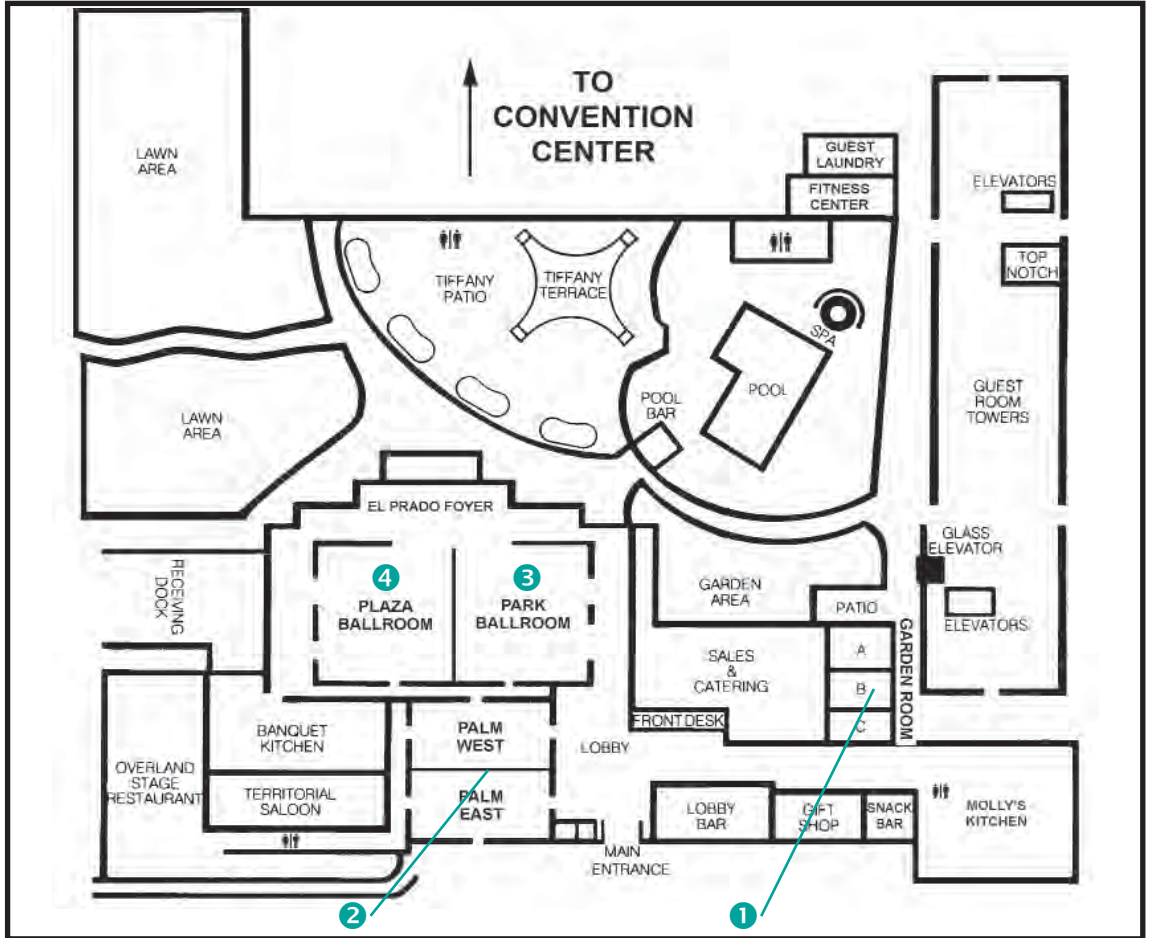 TO
CONVENTION
CENTER
LAWN
AREA
GUEST
LAUNDRY
FITNESS
CENTER
ELEVATORS
TOP
NOTCH
TIFFANY
PATIO
TIFFANY
TERRACE
SPA
POOL
POOL
BAR
GUEST
ROOM
TOWERS
LAWN
AREA
EL PRADO FOYER
GLASS
ELEVATOR
RECEIVING
DOCK
4
PLAZA
BALLROOM
3
PARK
BALLROOM
GARDEN
AREA
PATIO
ELEVATORS
GARDEN ROOM
A
B
C
SALES
&
CATERING
FRONT DESK
BANQUET
KITCHEN
PALM
WEST
LOBBY
OVERLAND
STAGE
RESTAURANT
TERRITORIAL
SALOON
PALM
EAST
LOBBY
BAR
GIFT
SHOP
SNACK
BAR
MOLLY'S
KITCHEN
MAIN
ENTRANCE
2
1